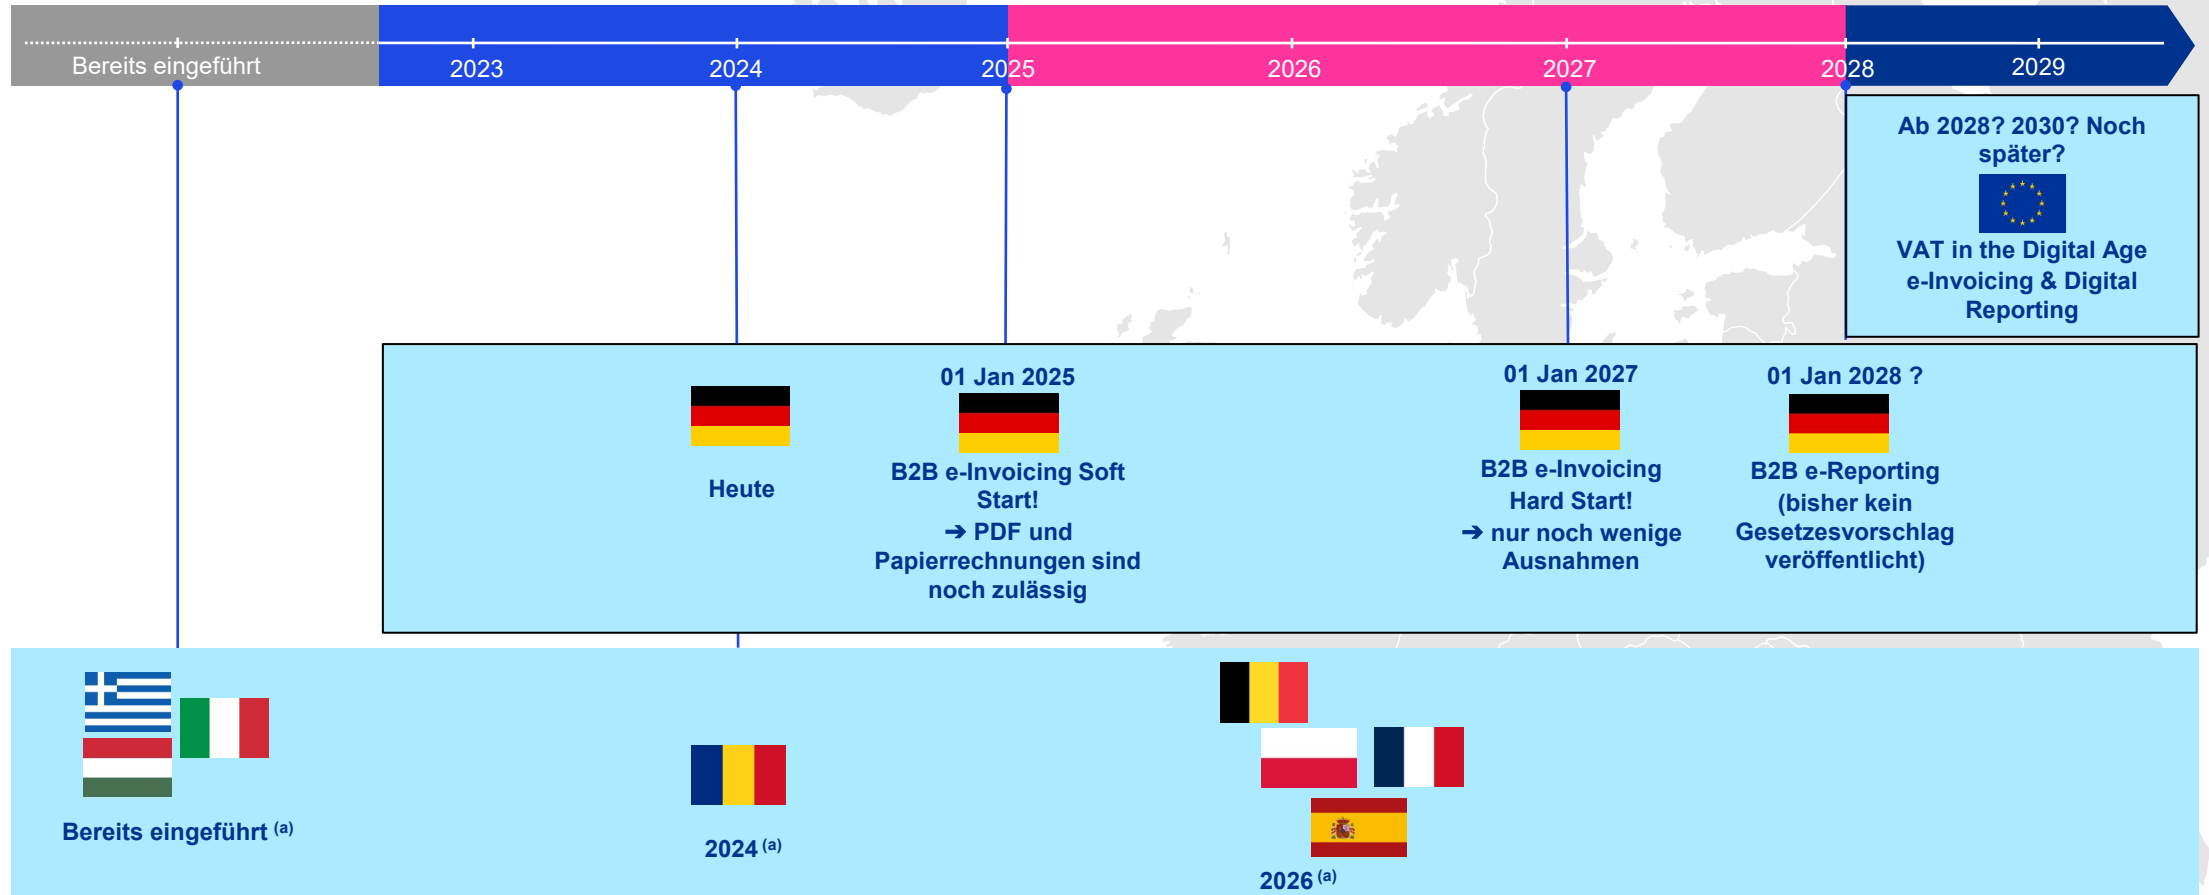 Bereits eingeführt
2023
2024
2025
2026
2027
2028
2029
Ab 2028? 2030? Noch
später?
VAT in the Digital Age
e-Invoicing & Digital
Reporting
Heute
01 Jan 2025
B2B e-Invoicing Soft
Start!
➔ PDF und
Papierrechnungen sind
noch zulässig
01 Jan 2027
B2B e-Invoicing
Hard Start!
➔ nur noch wenige
Ausnahmen
01 Jan 2028 ?
B2B e-Reporting
(bisher kein
Gesetzesvorschlag
veröffentlicht)
Bereits eingeführt (a)
2024 (a)
2026 (a)